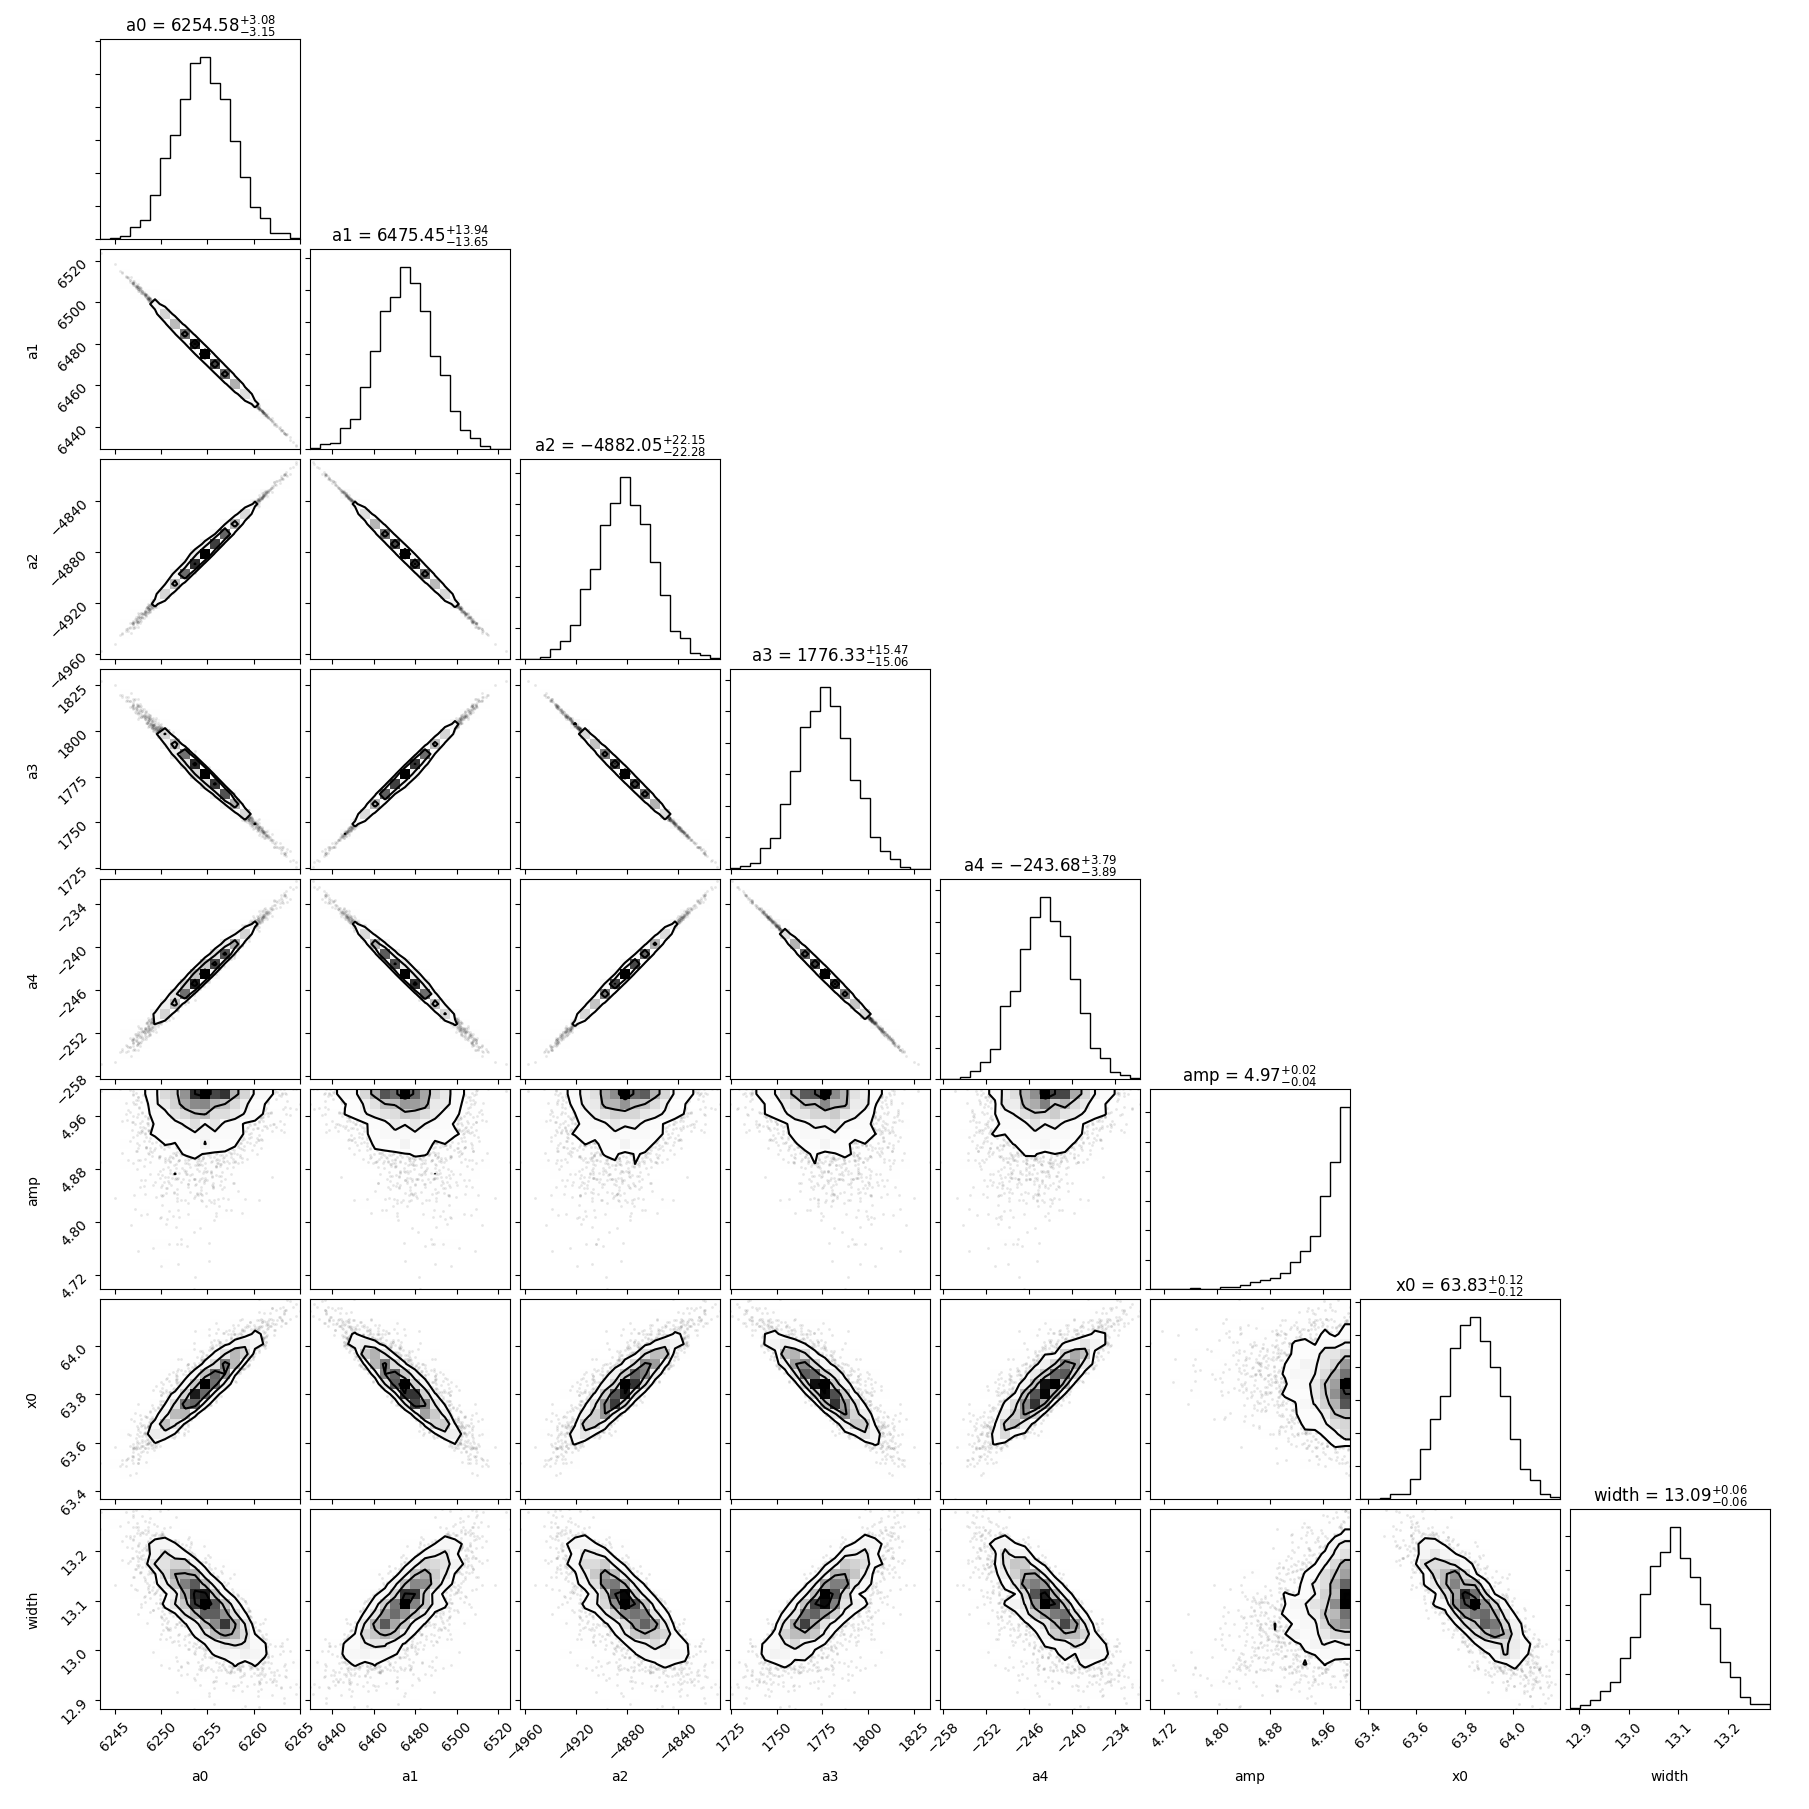 a0 = 6254.58+3.08−3.15
a1 = 6475.45+13.94−13.65
6520
6500
6480
6460
6440
a1
a2 = −4882.05+22.15−22.28
−4840
−4880
−4920
−4960
a2
a3 = 1776.33+15.47−15.06
1825
1800
1775
1750
1725
a3
a4 = −243.68+3.79−3.89
−234
−240
−246
−252
−258
a4
amp = 4.97+0.02−0.04
4.96
4.88
4.80
4.72
amp
x0 = 63.83+0.12−0.12
64.0
63.8
63.6
63.4
x0
width = 13.09+0.06−0.06
13.2
13.1
13.0
12.9
width
6245 6250 6255 6260 6265 6440 6460 6480 6500 6520 −4960 −4920 −4880 −4840 1725 1750 1775 1800 1825 −258 −252 −246 −240 −234 4.72 4.80 4.88 4.96 63.4 63.6 63.8 64.0 12.9 13.0 13.1 13.2
a0 a1 a2 a3 a4 amp x0 width